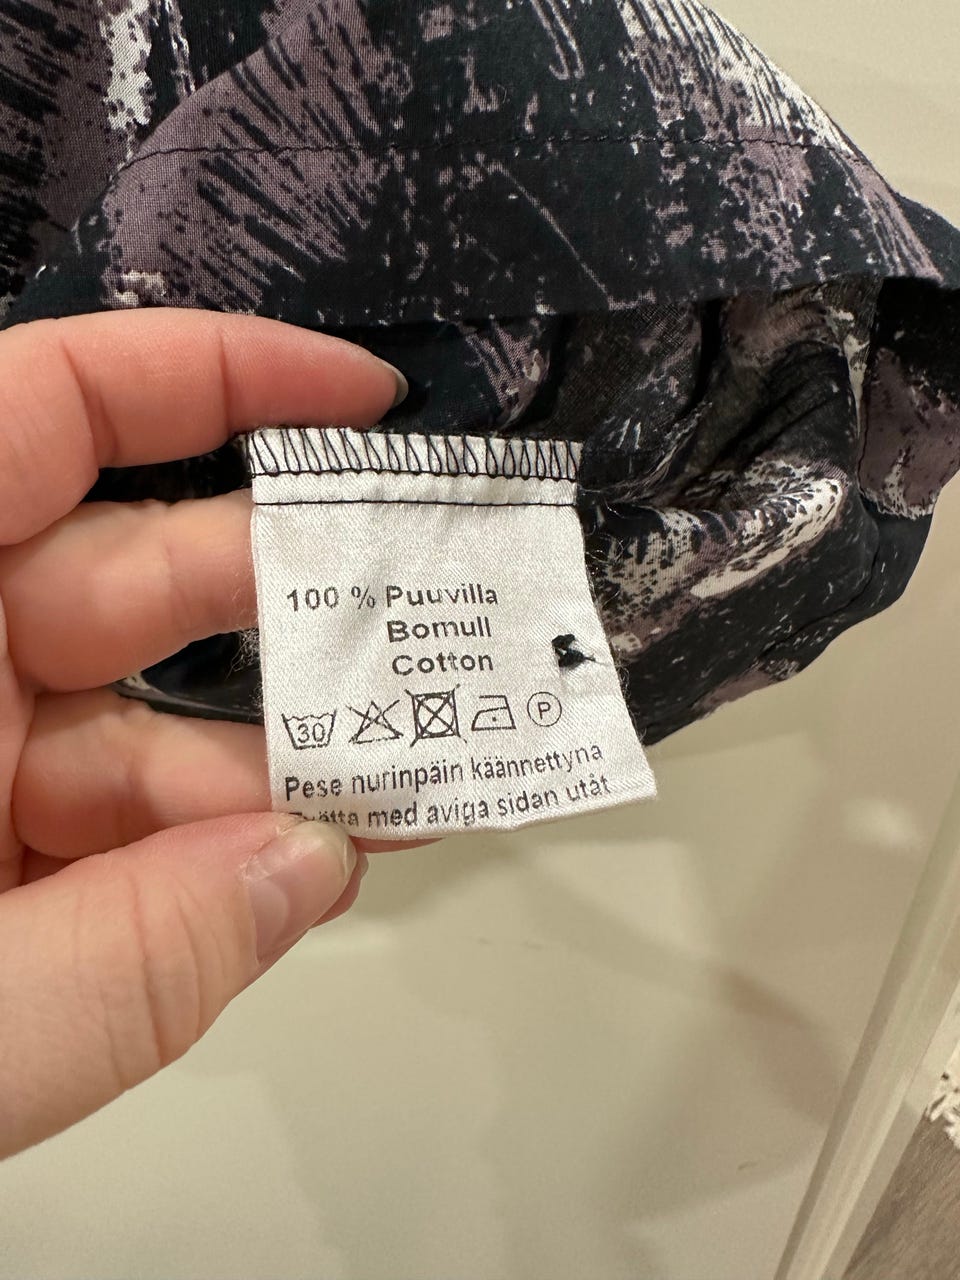 100 % Puuvilla
Bomull
Cotton
30 P
Pese nurinpäin käännettynä
med aviga sidan utåt